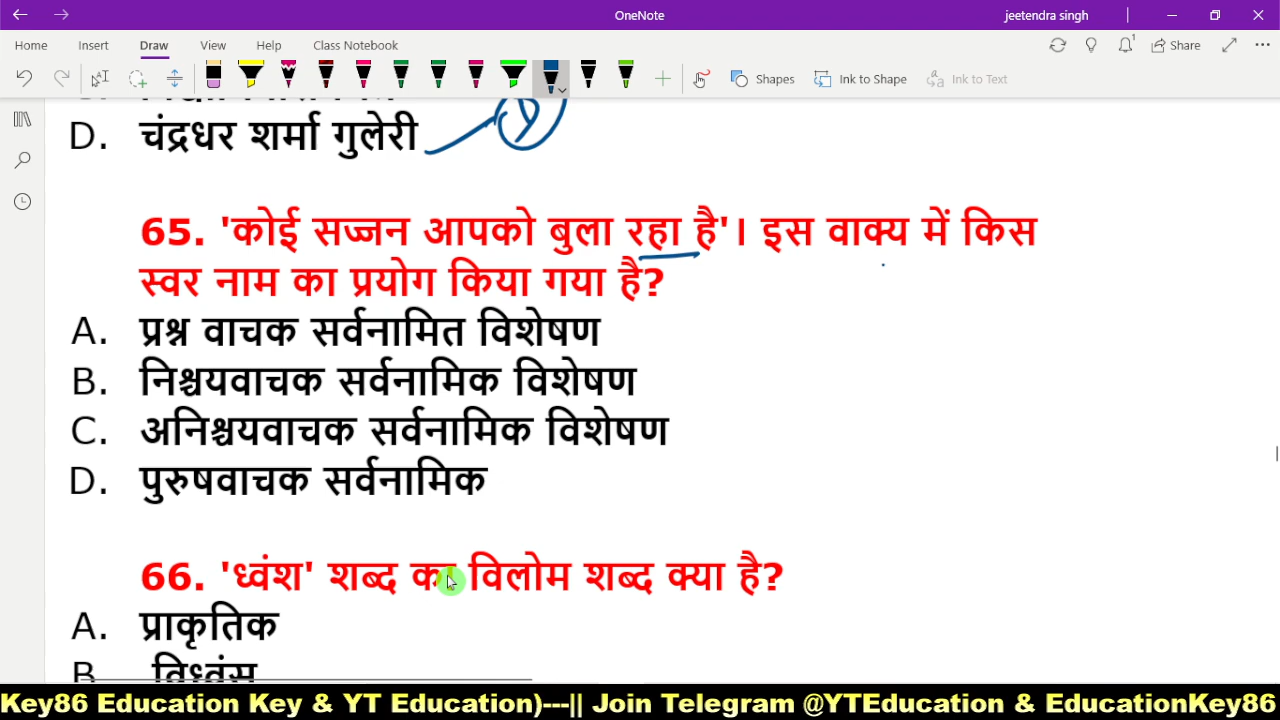 OneNote
jeetendra singh
Home Insert Draw View Help Class Notebook
Share
Shapes Ink to Shape Ink to Text
D. चंद्रधर शर्मा गुलेरी
65. 'कोई सज्जन आपको बुला रहा है'। इस वाक्य में किस
स्वर नाम का प्रयोग किया गया है?
A. प्रश्न वाचक सर्वनामित विशेषण
B. निश्चयवाचक सर्वनामिक विशेषण
C. अनिश्चयवाचक सर्वनामिक विशेषण
D. पुरुषवाचक सर्वनामिक
66. 'ध्वंश' शब्द का विलोम शब्द क्या है?
A. प्राकृतिक
B. विध्वंस
Key86 Education Key & YT Education)---|| Join Telegram @YTEducation & EducationKey86